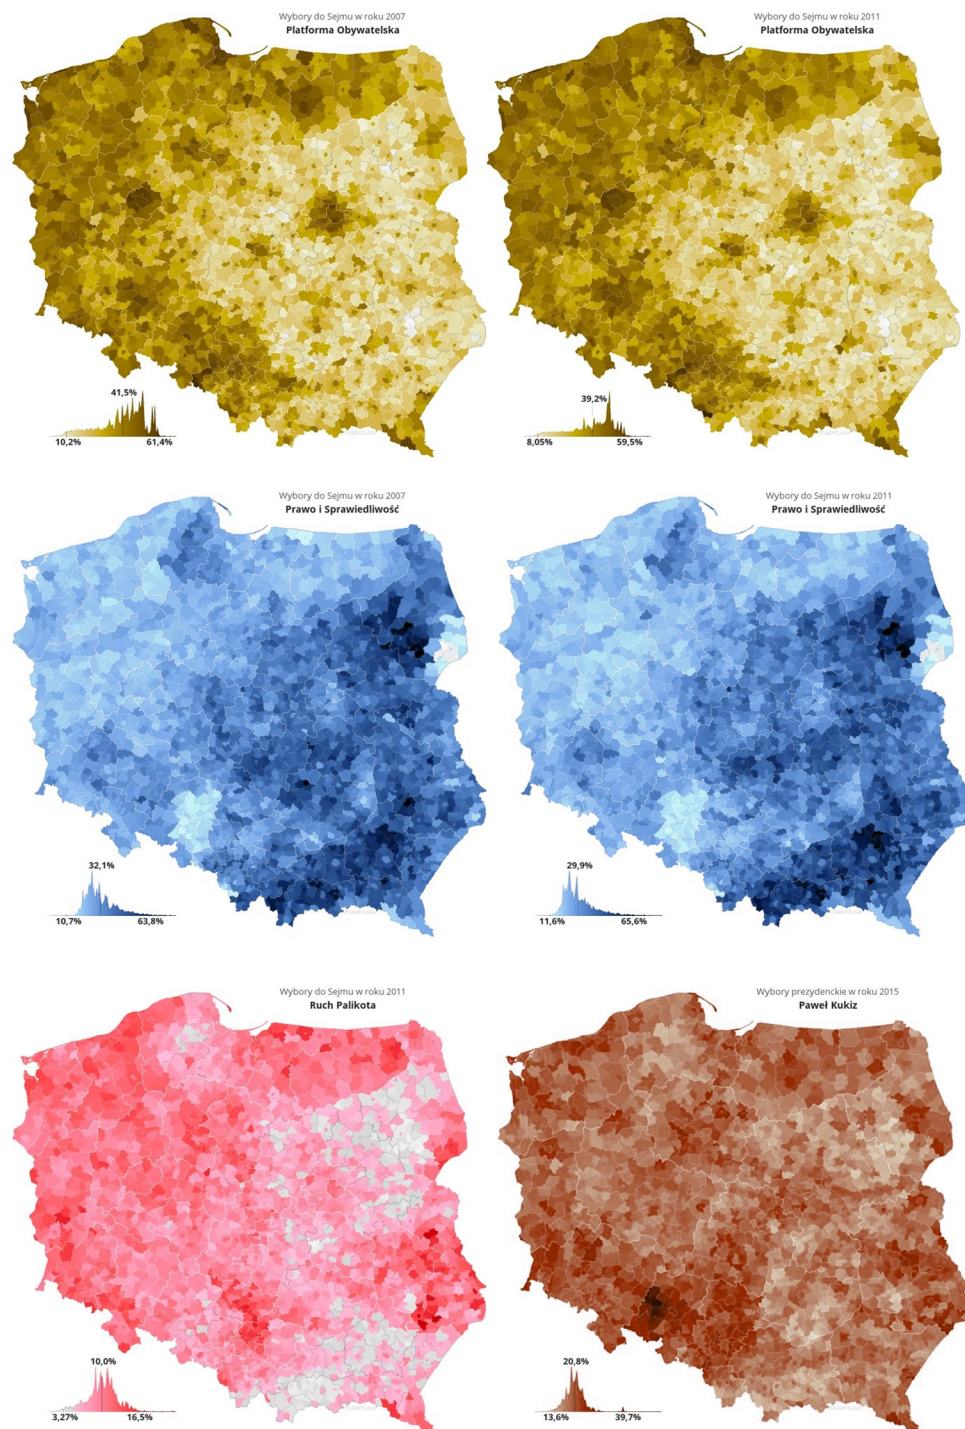 Wybory do Sejmu w roku 2007
Platforma Obywatelska
41,5%
10,2%
61,4%
Wybory do Sejmu w roku 2011
Platforma Obywatelska
39,2%
8,05%
59,5%
Wybory do Sejmu w roku 2007
Prawo i Sprawiedliwość
32,1%
10,7%
63,8%
Wybory do Sejmu w roku 2011
Prawo i Sprawiedliwość
29,9%
11,6%
65,6%
Wybory do Sejmu w roku 2011
Ruch Palikota
10,0%
3,27%
16,5%
Wybory prezydenckie w roku 2015
Paweł Kukiz
20,8%
13,6%
39,7%